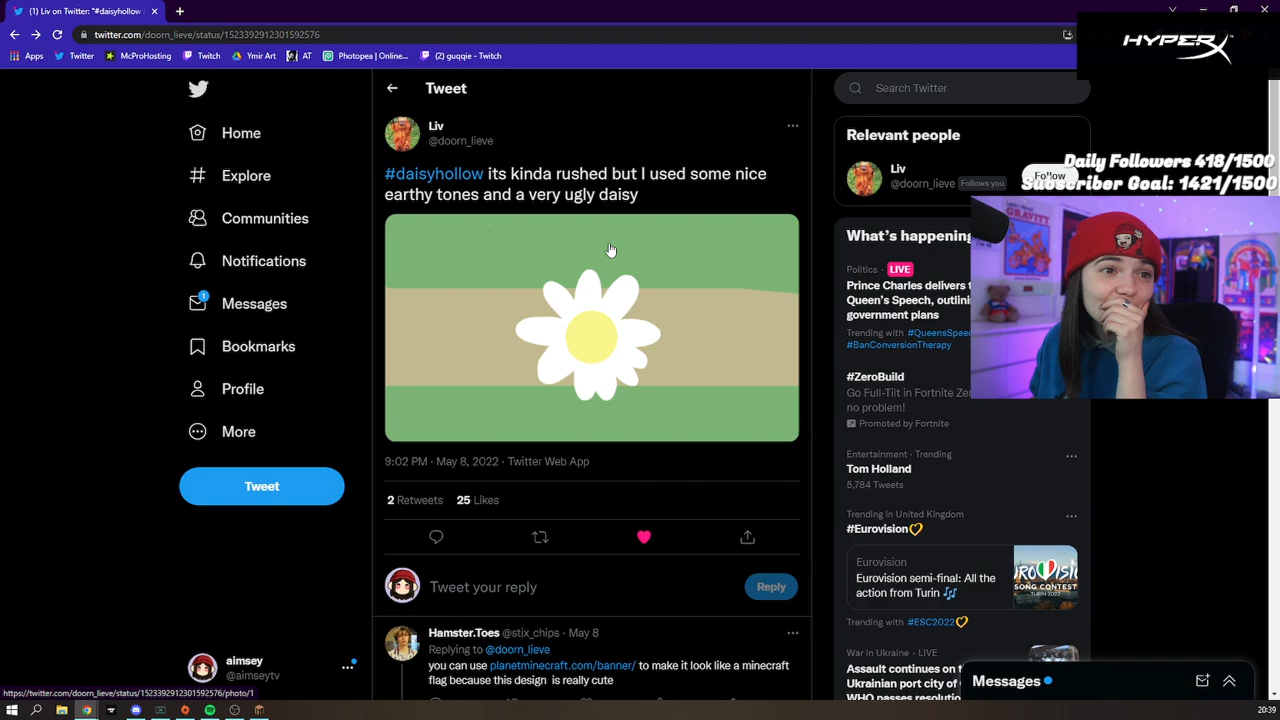 (1) Liv on Twitter: "#daisyhollow
twitter.com/doorn_lieve/status/1523392912301592576
Apps
Twitter
McProHosting
Twitch
Ymir Art
AT
Photopea | Online...
(2) guqqie - Twitch
HYPERX
Home
Explore
Communities
Notifications
1
Messages
Bookmarks
Profile
More
Tweet
aimsey
@aimseytv
https://twitter.com/doorn_lieve/status/1523392912301592576/photo/1
Tweet
Liv
@doorn_lieve
#daisyhollow its kinda rushed but I used some nice
earthy tones and a very ugly daisy
9:02 PM · May 8, 2022 · Twitter Web App
2 Retweets 25 Likes
Tweet your reply
Reply
Hamster.Toes @stix_chips · May 8
Replying to @doorn_lieve
you can use planetminecraft.com/banner/ to make it look like a minecraft
flag because this design is really cute
Search Twitter
Relevant people
Liv
@doorn_lieve Follows you
Follow
Daily Followers 418/1500
Subscriber Goal: 1421/1500
What's happening
Politics · LIVE
Prince Charles delivers t
Queen's Speech, outlini
government plans
Trending with #QueensSpee
#BanConversionTherapy
#ZeroBuild
Go Full-Tilt in Fortnite Ze
no problem!
Promoted by Fortnite
Entertainment · Trending
Tom Holland
5,784 Tweets
Trending in United Kingdom
#Eurovision
Eurovision
Eurovision semi-final: All the
action from Turin
SONG CONTEST
TURIN 2022
Trending with #ESC2022
War in Ukraine · LIVE
Assault continues on t
Ukrainian port city of
WHO passes resolutio
Messages
20:39